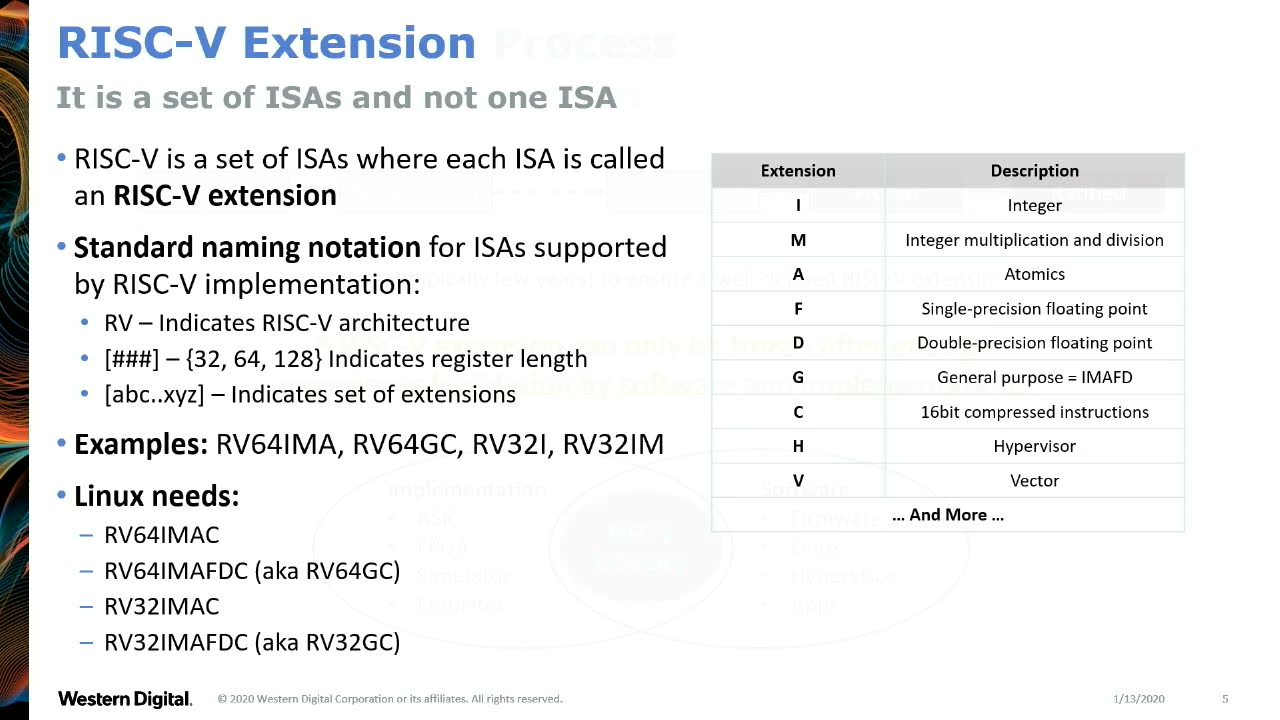 RISC-V Extension Process
It is a set of ISAs and not one ISA
• RISC-V is a set of ISAs where each ISA is called
an RISC-V extension
• Standard naming notation for ISAs supported
by RISC-V implementation:
• RV – Indicates RISC-V architecture
• [###] – {32, 64, 128} Indicates register length
• [abc..xyz] – Indicates set of extensions
• Examples: RV64IMA, RV64GC, RV32I, RV32IM
• Linux needs:
– RV64IMAC
– RV64IMAFDC (aka RV64GC)
– RV32IMAC
– RV32IMAFDC (aka RV32GC)
Extension Description
I Integer
M Integer multiplication and division
A Atomics
F Single-precision floating point
D Double-precision floating point
G General purpose = IMAFD
C 16bit compressed instructions
H Hypervisor
V Vector
... And More ...
Implementation
Software
Western Digital.
© 2020 Western Digital Corporation or its affiliates. All rights reserved.
1/13/2020
5